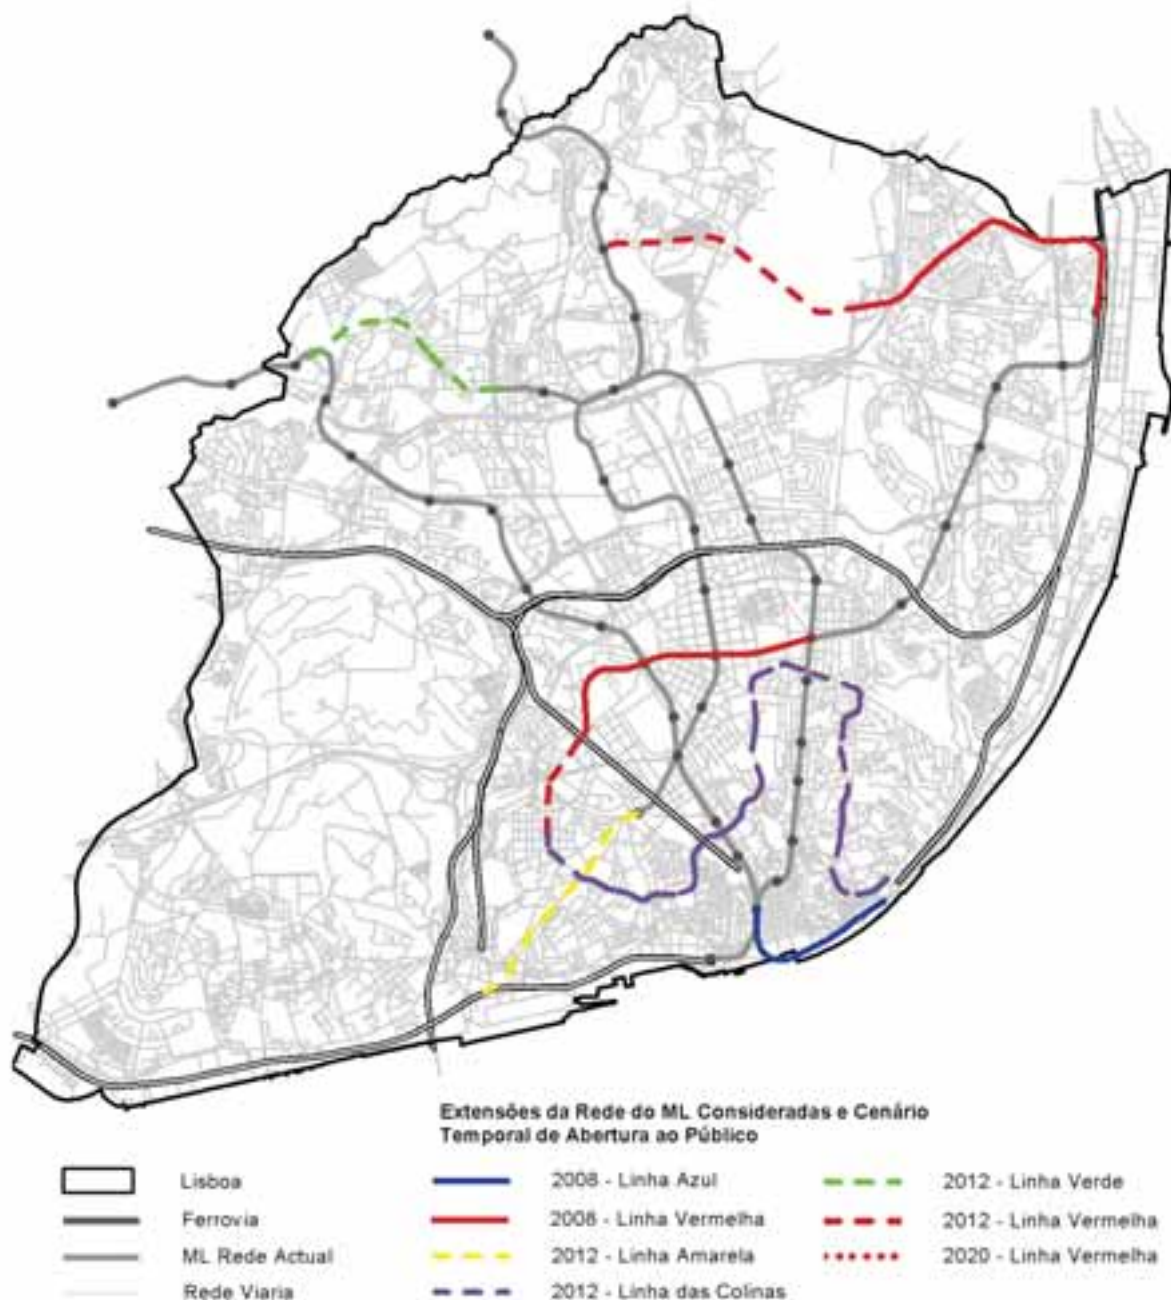 Extensões da Rede do ML Consideradas e Cenário
Temporal de Abertura ao Público
Lisboa
Ferrovia
ML Rede Actual
Rede Viaria
2008 - Linha Azul
2008 - Linha Vermelha
2012 - Linha Amarela
2012 - Linha das Colinas
2012 - Linha Verde
2012 - Linha Vermelha
2020 - Linha Vermelha